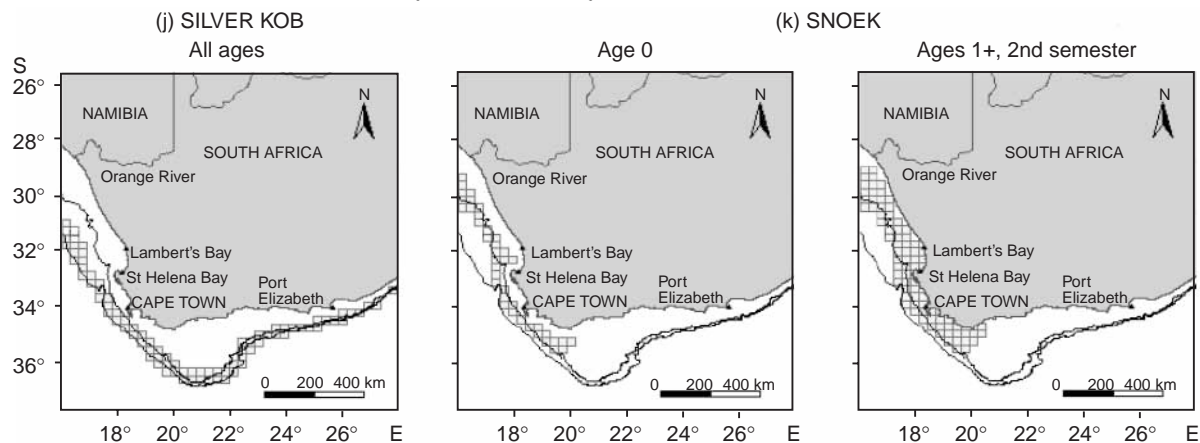 (j) SILVER KOB
(k) SNOEK
All ages
Age 0
Ages 1+, 2nd semester
S
26°
28°
30°
32°
34°
36°
N
NAMIBIA
SOUTH AFRICA
Orange River
Lambert's Bay
St Helena Bay
Port
Elizabeth
CAPE TOWN
0 200 400 km
18° 20° 22° 24° 26° E
N
NAMIBIA
SOUTH AFRICA
Orange River
Lambert's Bay
St Helena Bay
Port
Elizabeth
CAPE TOWN
0 200 400 km
18° 20° 22° 24° 26° E
N
NAMIBIA
SOUTH AFRICA
Orange River
Lambert's Bay
St Helena Bay
Port
Elizabeth
CAPE TOWN
0 200 400 km
18° 20° 22° 24° 26° E